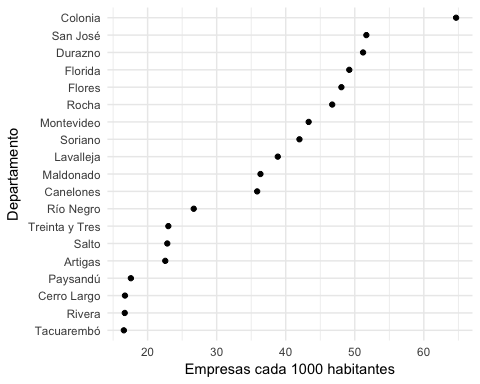 Colonia
San José
Durazno
Florida
Flores
Rocha
Montevideo
Soriano
Lavalleja
Maldonado
Canelones
Río Negro
Treinta y Tres
Salto
Artigas
Paysandú
Cerro Largo
Rivera
Tacuarembó
Departamento
20 30 40 50 60
Empresas cada 1000 habitantes